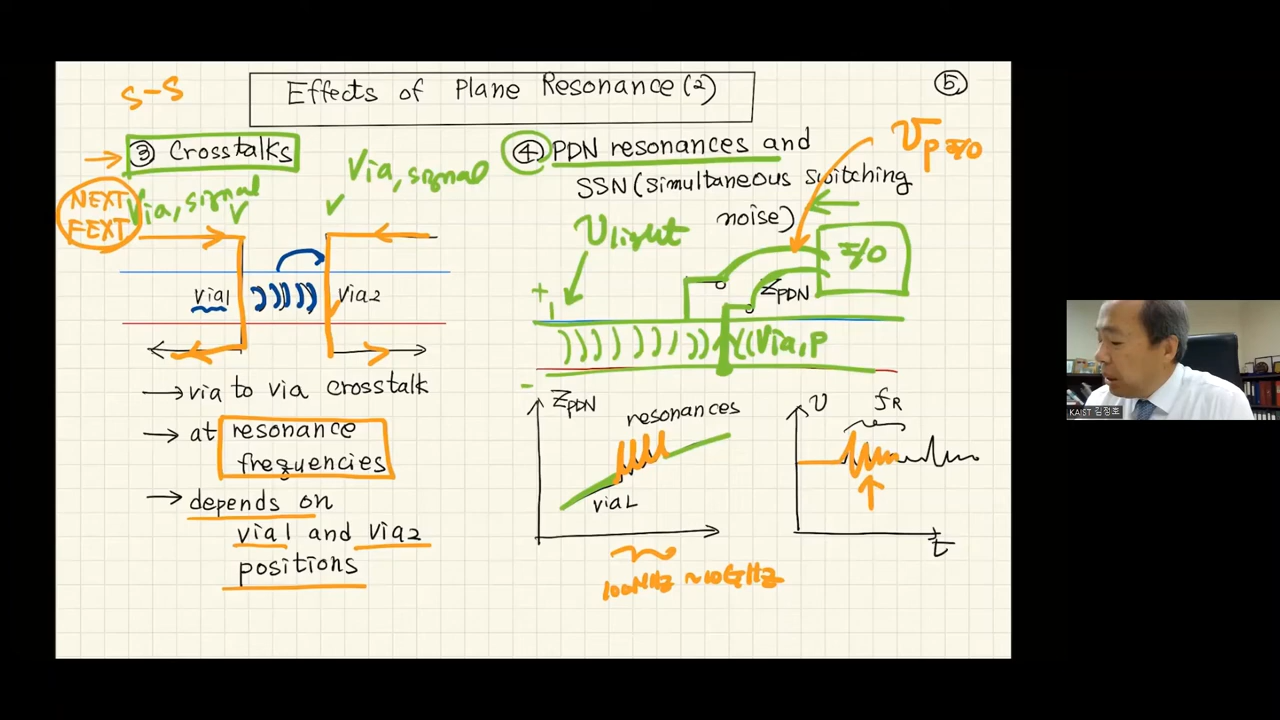 S-S
Effects of Plane Resonance (2)
5
③ Crosstalks
NEXT
FEXT
Via, signal
Via, signal
via1
via2
→ via to via crosstalk
→ at resonance
frequencies
→ depends on
via1 and via2
positions
④ PDN resonances and
SSN (simultaneous switching
noise)
Vp I/O
Vlight
I/O
ZPDN
+
-
Via, P
ZPDN
resonances
via L
100MHz ~10GHz
V
fR
t
KAIST 김정호